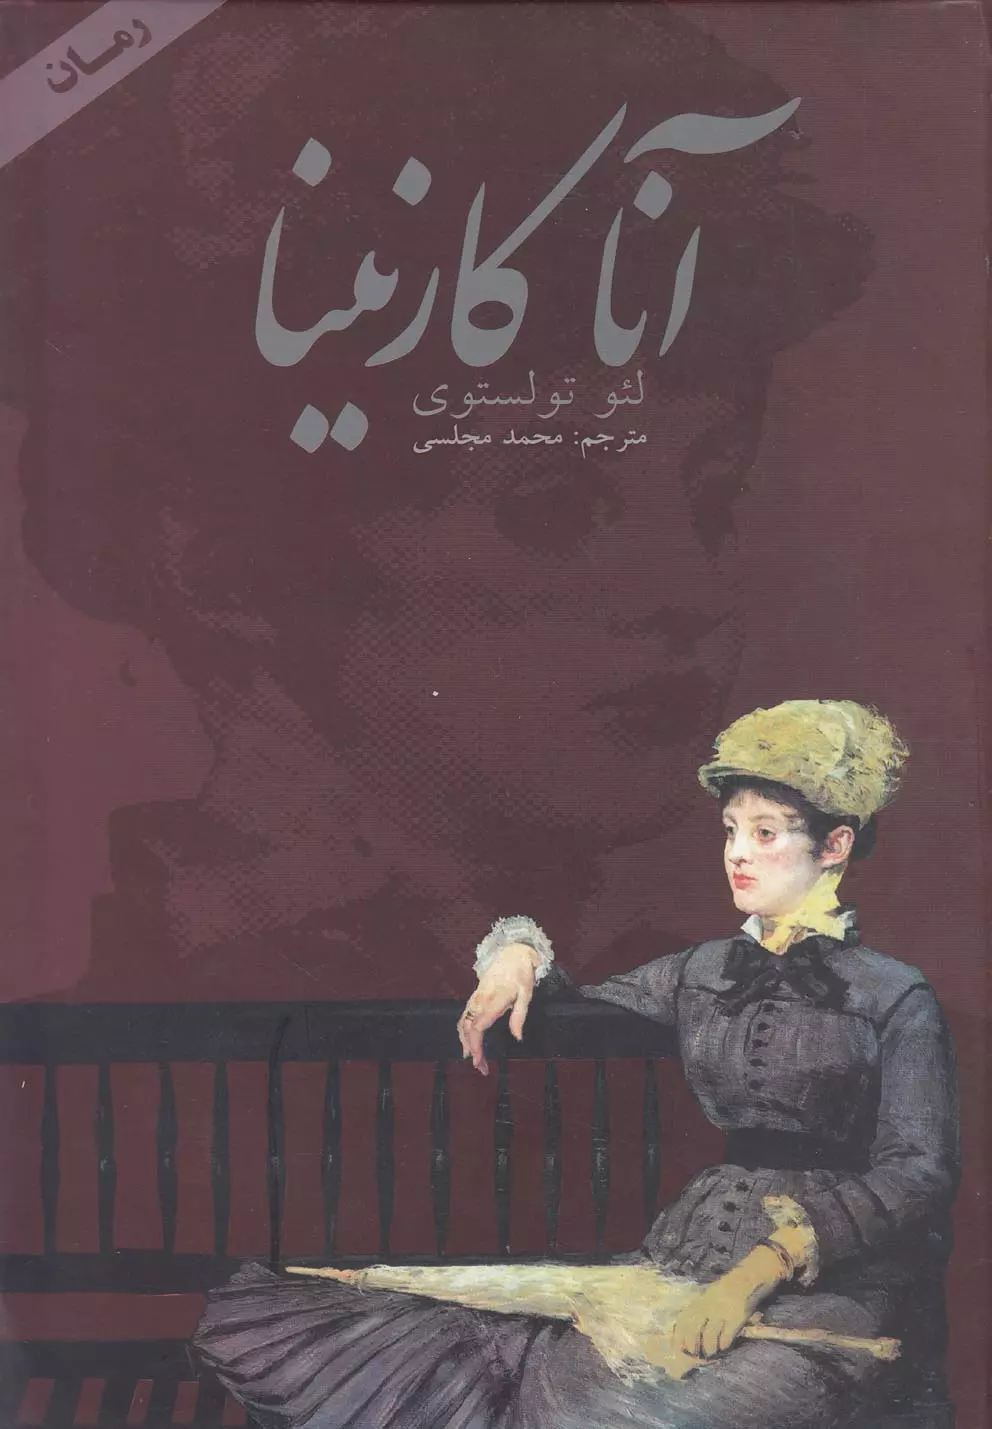 رمان
آنا کارنینا
لئو تولستوی
مترجم: محمد مجلسی